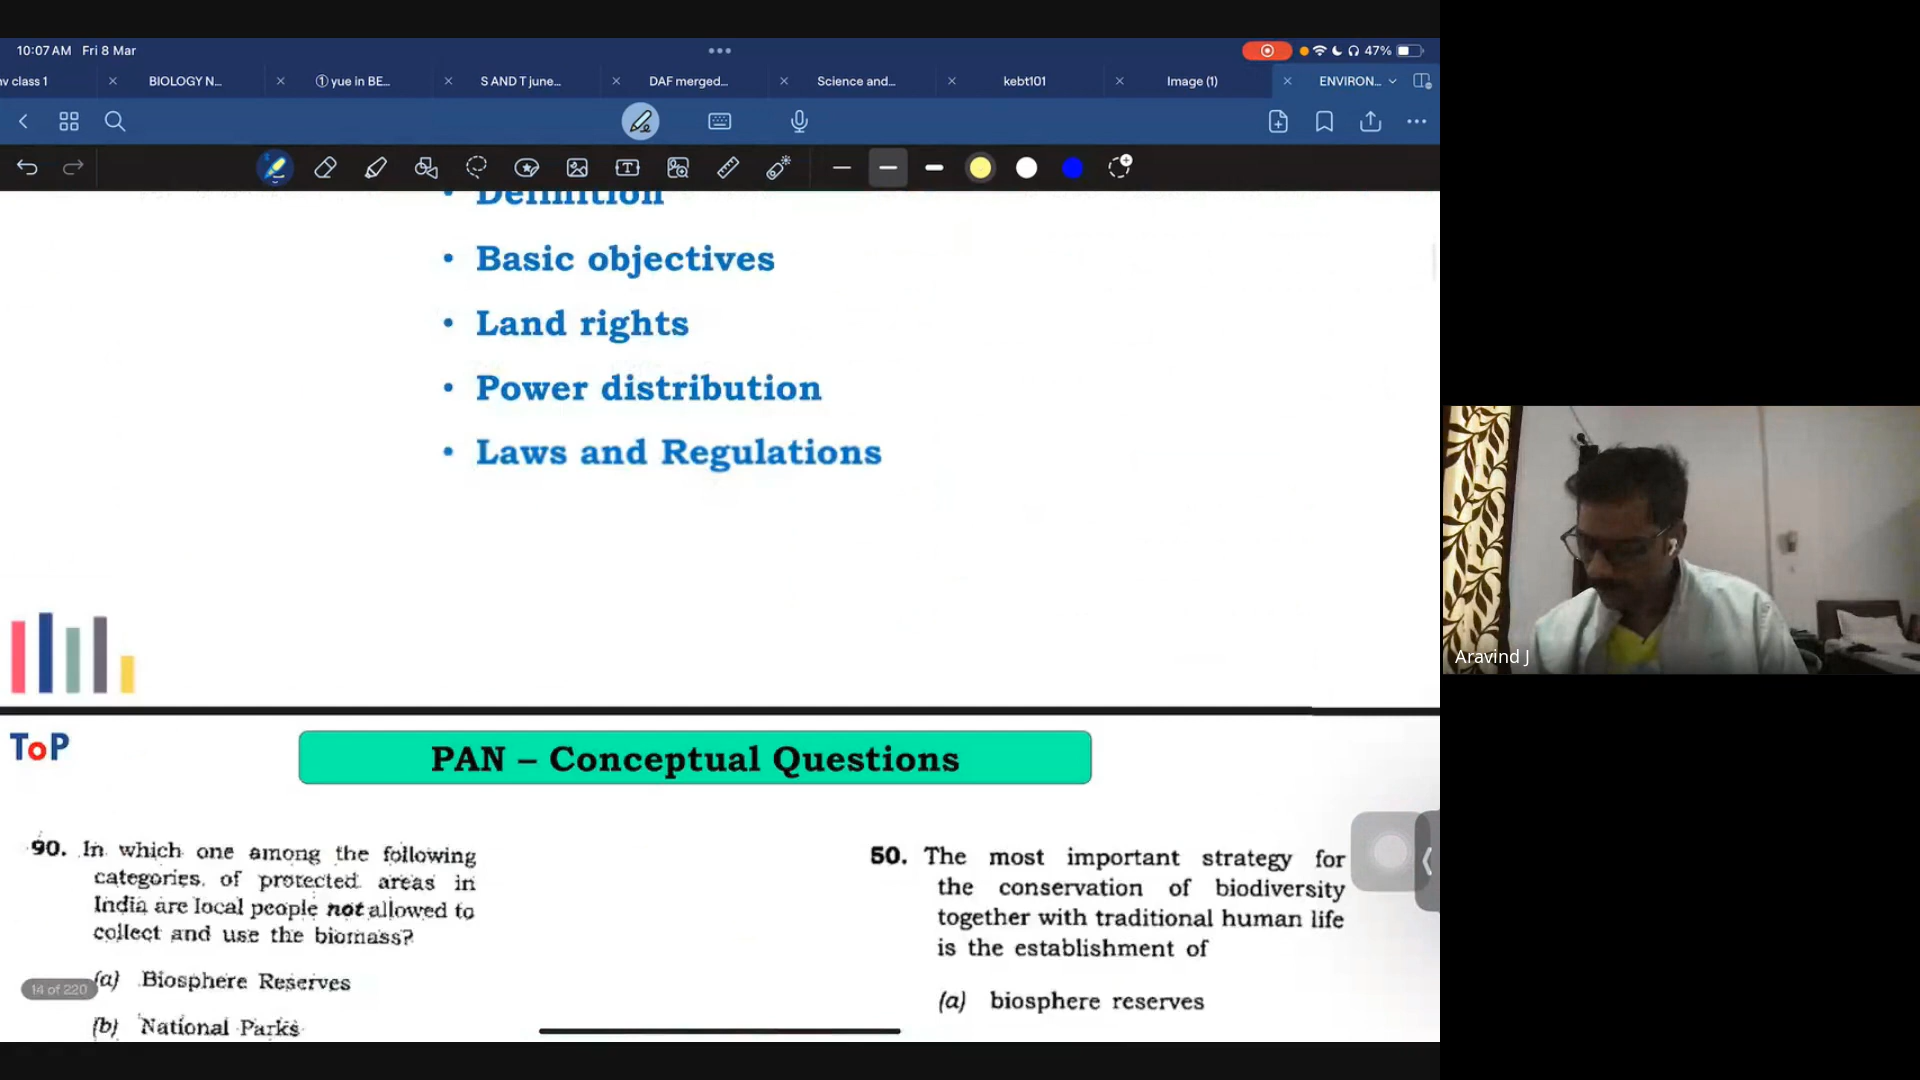 10:07 AM Fri 8 Mar
47%
nv class 1
BIOLOGY N...
① yue in BE...
S AND T june...
DAF merged...
Science and...
kebt101
Image (1)
ENVIRON...
• Definition
• Basic objectives
• Land rights
• Power distribution
• Laws and Regulations
ToP
PAN – Conceptual Questions
90. In which one among the following
categories of protected areas in
India are local people not allowed to
collect and use the biomass?
(a) Biosphere Reserves
(b) National Parks
14 of 220
50. The most important strategy for
the conservation of biodiversity
together with traditional human life
is the establishment of
(a) biosphere reserves
Aravind J